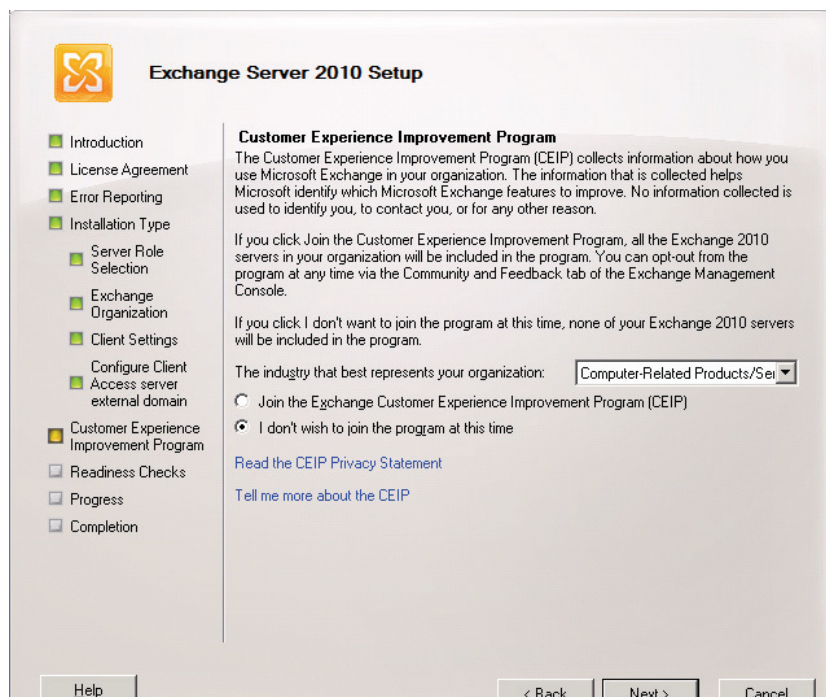 Exchange Server 2010 Setup
Introduction
License Agreement
Error Reporting
Installation Type
Server Role
Selection
Exchange
Organization
Client Settings
Configure Client
Access server
external domain
Customer Experience
Improvement Program
Readiness Checks
Progress
Completion
Customer Experience Improvement Program
The Customer Experience Improvement Program (CEIP) collects information about how you
use Microsoft Exchange in your organization. The information that is collected helps
Microsoft identify which Microsoft Exchange features to improve. No information collected is
used to identify you, to contact you, or for any other reason.
If you click Join the Customer Experience Improvement Program, all the Exchange 2010
servers in your organization will be included in the program. You can opt-out from the
program at any time via the Community and Feedback tab of the Exchange Management
Console.
If you click I don't want to join the program at this time, none of your Exchange 2010 servers
will be included in the program.
The industry that best represents your organization: Computer-Related Products/Ser
Join the Exchange Customer Experience Improvement Program (CEIP)
I don't wish to join the program at this time
Read the CEIP Privacy Statement
Tell me more about the CEIP
Help < Back Next > Cancel